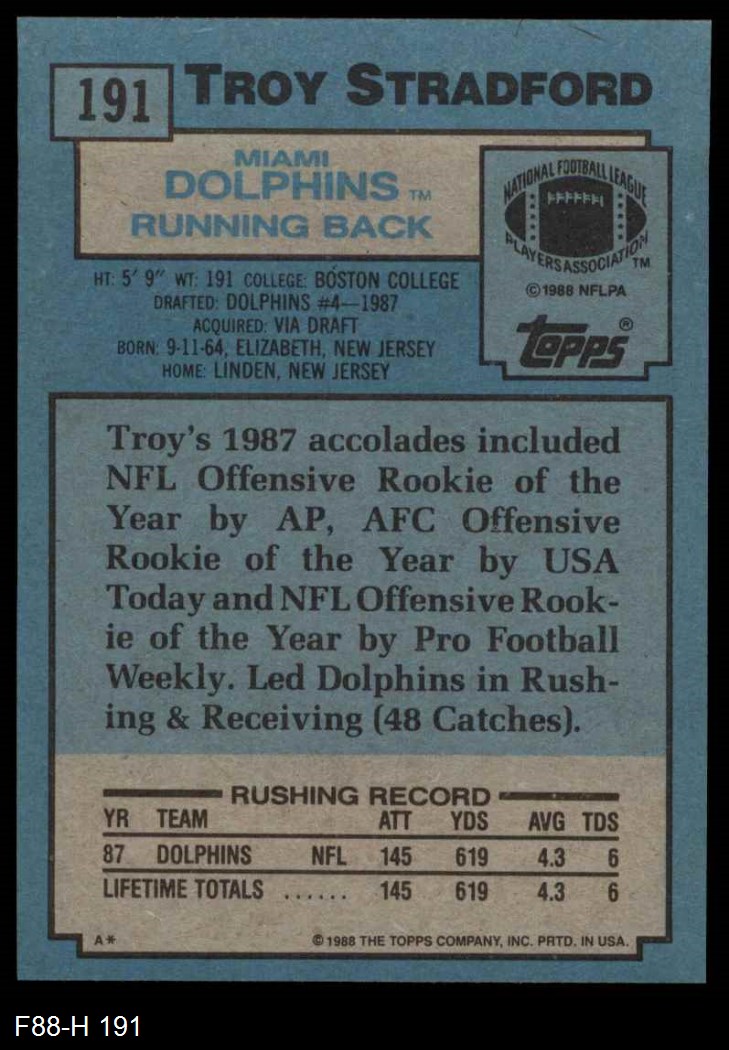 191
TROY STRADFORD
MIAMI
DOLPHINS TM
RUNNING BACK
NATIONAL FOOTBALL LEAGUE
PLAYERS ASSOCIATION TM
©1988 NFLPA
TOPPS®
HT: 5' 9" WT: 191 COLLEGE: BOSTON COLLEGE
DRAFTED: DOLPHINS #4—1987
ACQUIRED: VIA DRAFT
BORN: 9-11-64, ELIZABETH, NEW JERSEY
HOME: LINDEN, NEW JERSEY
Troy's 1987 accolades included
NFL Offensive Rookie of the
Year by AP, AFC Offensive
Rookie of the Year by USA
Today and NFL Offensive Rook-
ie of the Year by Pro Football
Weekly. Led Dolphins in Rush-
ing & Receiving (48 Catches).
RUSHING RECORD
YR TEAM ATT YDS AVG TDS
87 DOLPHINS NFL 145 619 4.3 6
LIFETIME TOTALS ...... 145 619 4.3 6
A* ©1988 THE TOPPS COMPANY, INC. PRTD. IN USA.
F88-H 191